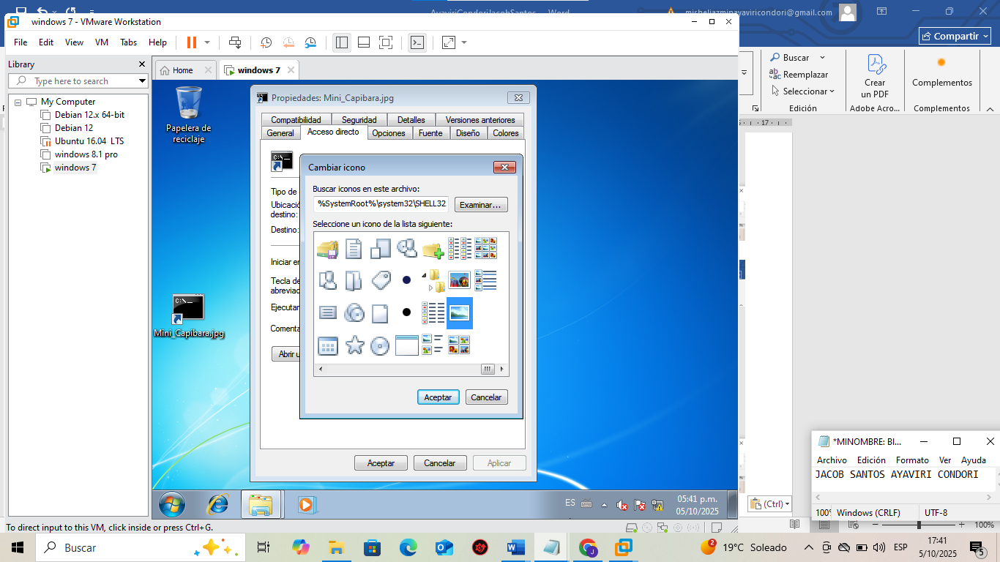 AyaviriCondoriJacobSantos - Word
misheljazminayaviricondori@gmail.com
windows 7 - VMware Workstation
File Edit View VM Tabs Help
Compartir
Library
Type here to search
Home
windows 7
My Computer
Debian 12.x 64-bit
Debian 12
Ubuntu 16.04 LTS
windows 8.1 pro
windows 7
Papelera de
reciclaje
Mini_Capibara.jpg
Propiedades: Mini_Capibara.jpg
Compatibilidad Seguridad Detalles Versiones anteriores
General Acceso directo Opciones Fuente Diseño Colores
C:\
Tipo de
Ubicació
destino:
Destino:
Iniciar en
Tecla de
abreviad
Ejecutar
Comenta
Abrir u
Cambiar icono
Buscar iconos en este archivo:
%SystemRoot%\system32\SHELL32
Examinar...
Seleccione un icono de la lista siguiente:
Aceptar Cancelar
Aceptar Cancelar Aplicar
ES
05:41 p.m.
05/10/2025
To direct input to this VM, click inside or press Ctrl+G.
Buscar
Reemplazar
Seleccionar
Edición
Crear
un PDF
Adobe Acro...
Complementos
Complementos
17
*MINOMBRE: BI...
Archivo Edición Formato Ver Ayuda
JACOB SANTOS AYAVIRI CONDORI
100% Windows (CRLF) UTF-8
(Ctrl)
100%
Buscar
2
19°C Soleado
ESP
17:41
5/10/2025
5